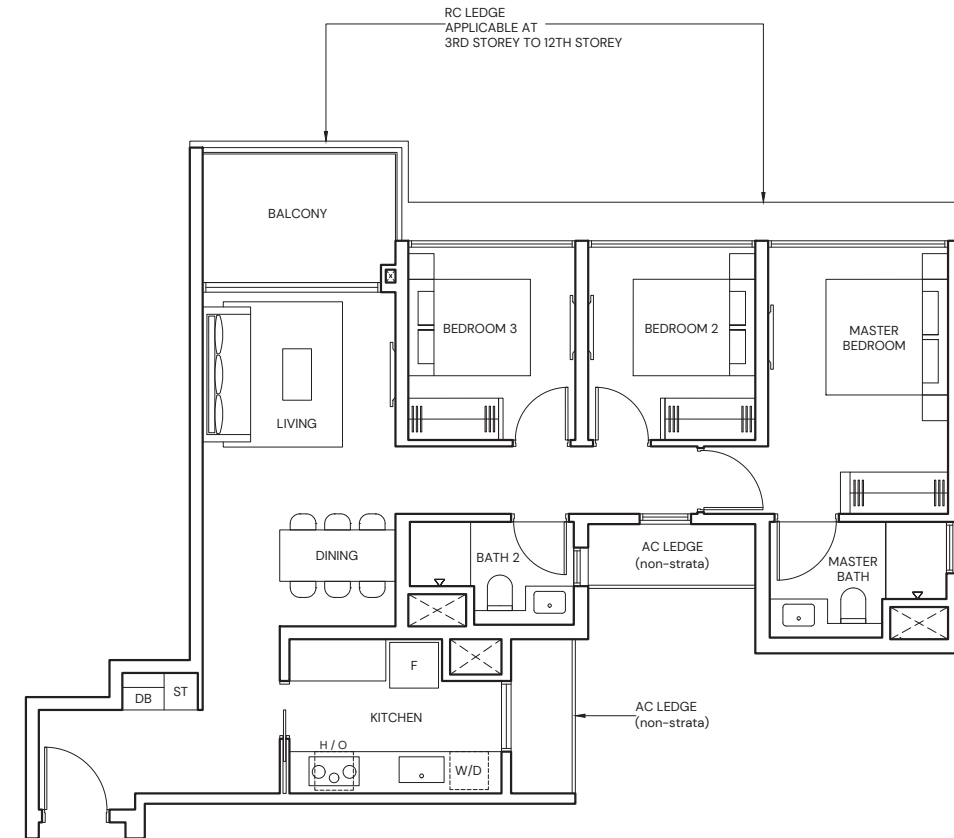 RC LEDGE
APPLICABLE AT
3RD STOREY TO 12TH STOREY
BALCONY
BEDROOM 3
BEDROOM 2
MASTER
BEDROOM
LIVING
DINING
BATH 2
AC LEDGE
(non-strata)
MASTER
BATH
F
DB
ST
KITCHEN
AC LEDGE
(non-strata)
H / O
W/D